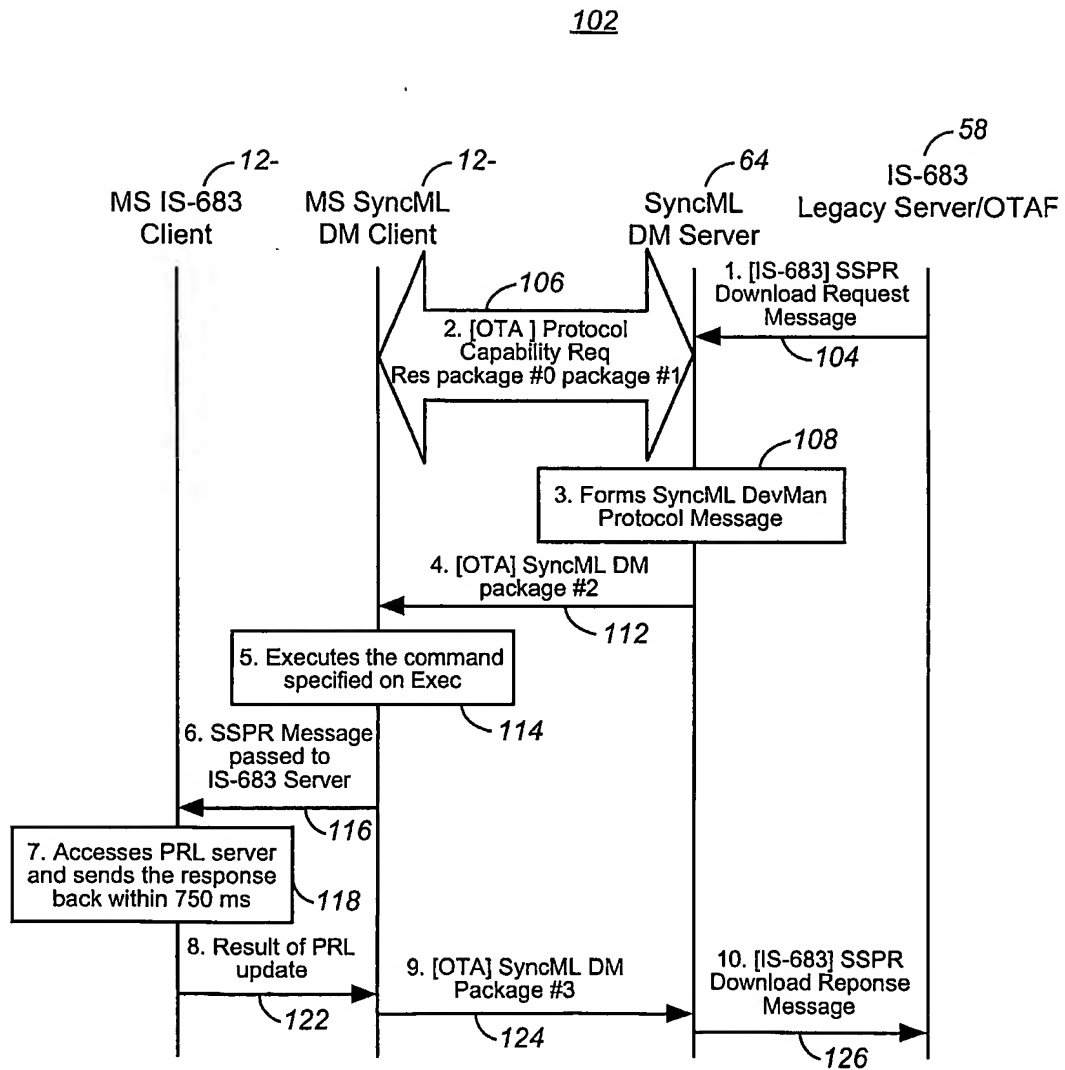 102
12-
MS IS-683
Client
12-
MS SyncML
DM Client
64
SyncML
DM Server
58
IS-683
Legacy Server/OTAF
1. [IS-683] SSPR
Download Request
Message
104
106
2. [OTA ] Protocol
Capability Req
Res package #0 package #1
108
3. Forms SyncML DevMan
Protocol Message
4. [OTA] SyncML DM
package #2
112
5. Executes the command
specified on Exec
114
6. SSPR Message
passed to
IS-683 Server
116
7. Accesses PRL server
and sends the response
back within 750 ms
118
8. Result of PRL
update
122
9. [OTA] SyncML DM
Package #3
124
10. [IS-683] SSPR
Download Reponse
Message
126